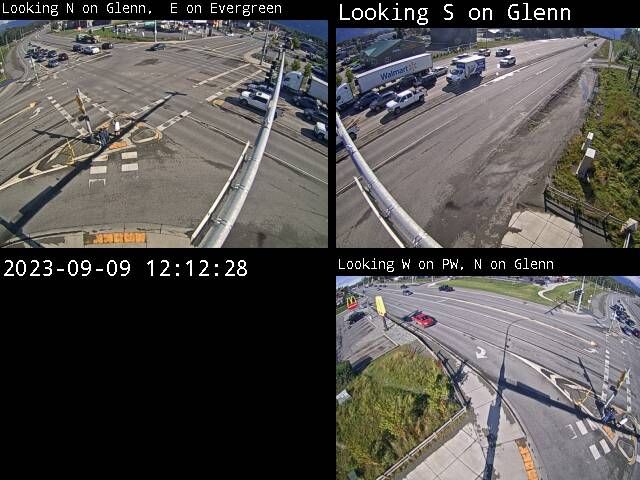 Looking N on Glenn, E on Evergreen
Looking S on Glenn
Walmart
2023-09-09 12:12:28
Looking W on PW, N on Glenn